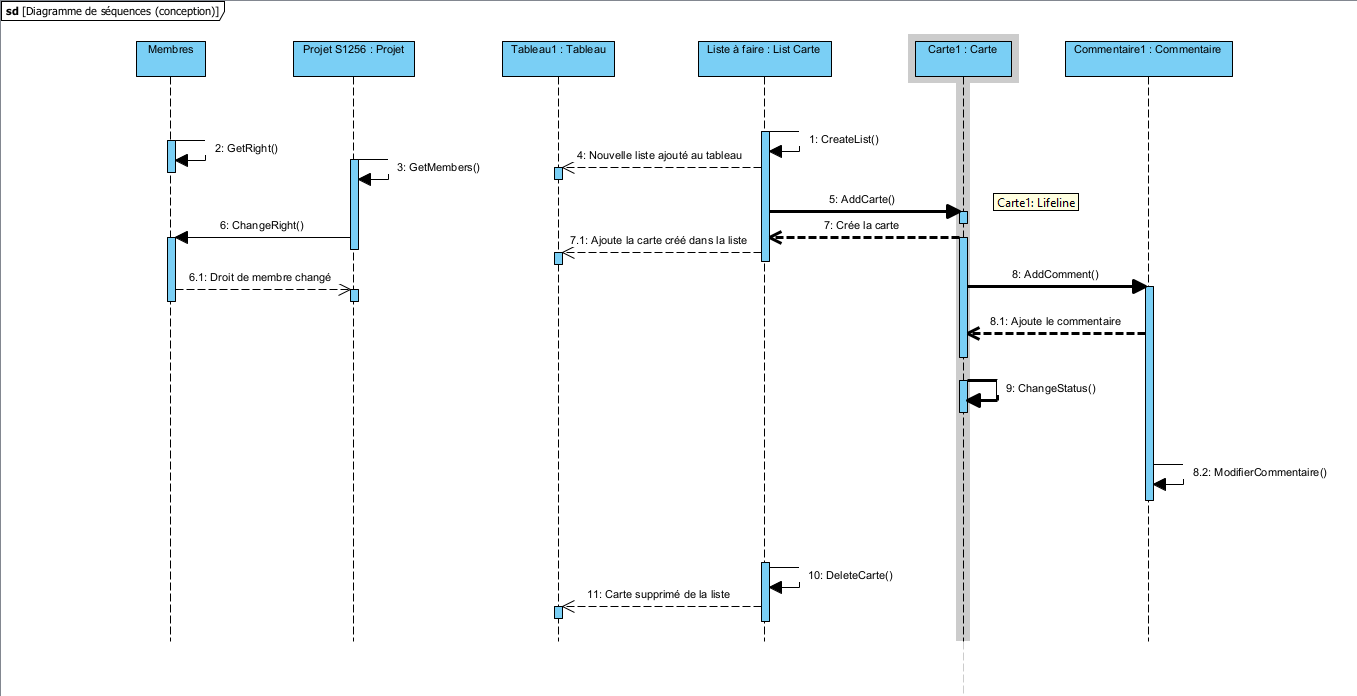 sd [Diagramme de séquences (conception)]
Membres
Projet S1256 : Projet
Tableau1 : Tableau
Liste à faire : List Carte
Carte1 : Carte
Commentaire1 : Commentaire
1: CreateList()
2: GetRight()
4: Nouvelle liste ajouté au tableau
3: GetMembers()
5: AddCarte()
Carte1: Lifeline
6: ChangeRight()
7: Crée la carte
7.1: Ajoute la carte créé dans la liste
8: AddComment()
6.1: Droit de membre changé
8.1: Ajoute le commentaire
9: ChangeStatus()
8.2: ModifierCommentaire()
10: DeleteCarte()
11: Carte supprimé de la liste